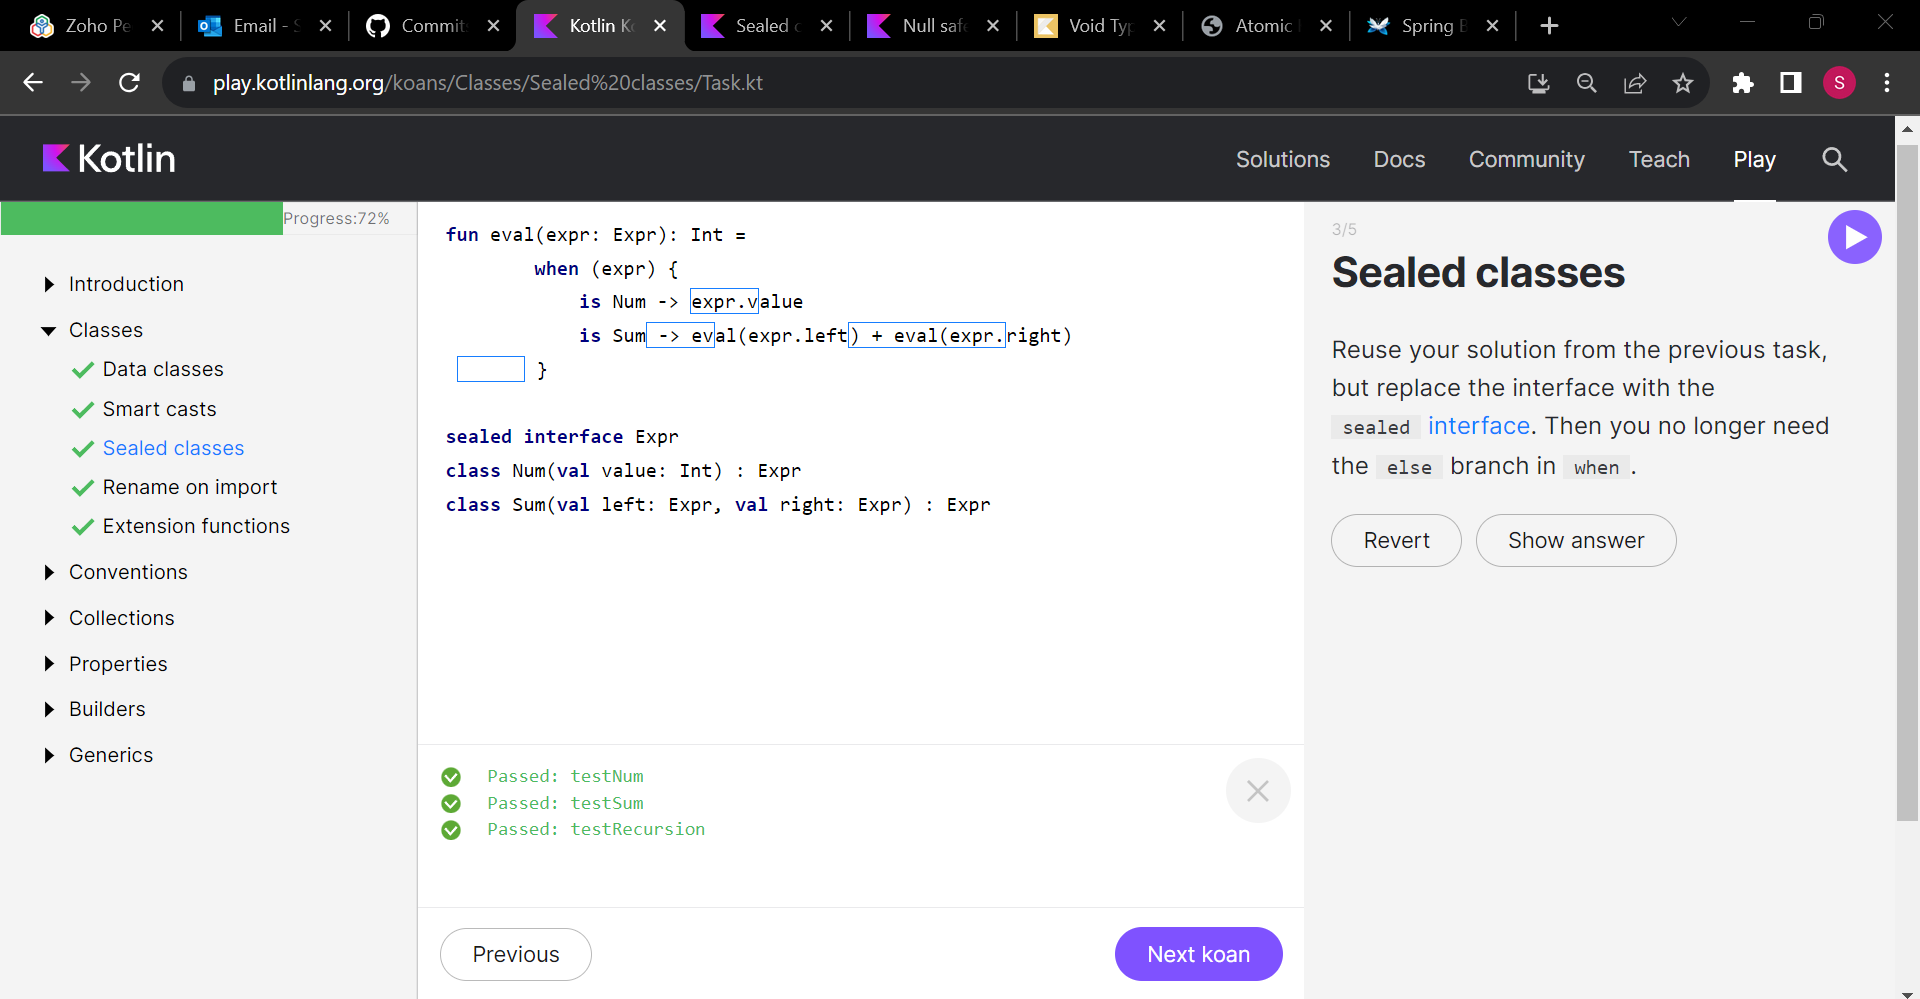 Zoho Pe
Email - S
Commit
Kotlin Ko
Sealed c
Null safe
Void Typ
Atomic
Spring B
play.kotlinlang.org/koans/Classes/Sealed%20classes/Task.kt
S
Kotlin
Solutions
Docs
Community
Teach
Play
Progress:72%
Introduction
Classes
Data classes
Smart casts
Sealed classes
Rename on import
Extension functions
Conventions
Collections
Properties
Builders
Generics
fun eval(expr: Expr): Int =
when (expr) {
is Num -> expr.value
is Sum -> eval(expr.left) + eval(expr.right)
}
sealed interface Expr
class Num(val value: Int) : Expr
class Sum(val left: Expr, val right: Expr) : Expr
Passed: testNum
Passed: testSum
Passed: testRecursion
Previous
Next koan
3/5
Sealed classes
Reuse your solution from the previous task,
but replace the interface with the
sealed interface. Then you no longer need
the else branch in when.
Revert
Show answer